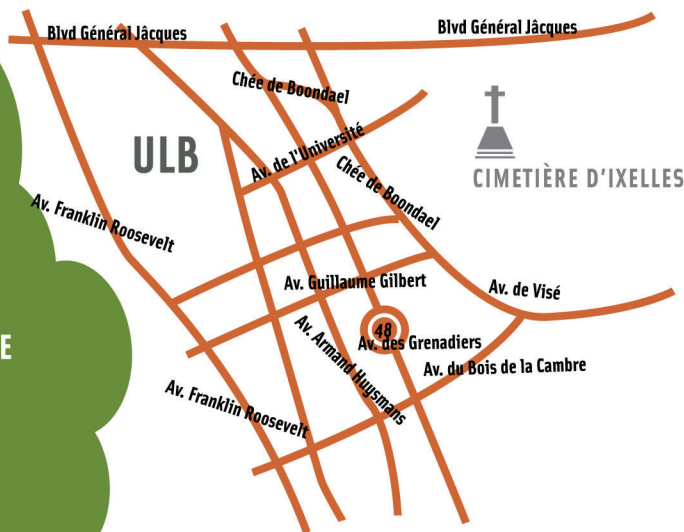 Blvd Général Jâcques
Blvd Général Jâcques
Chée de Boondael
ULB
Av. de l'Université
Chée de Boondael
CIMETIÈRE D'IXELLES
Av. Franklin Roosevelt
Av. Guillaume Gilbert
Av. de Visé
48
Av. des Grenadiers
E
Av. Armand Huysmans
Av. du Bois de la Cambre
Av. Franklin Roosevelt